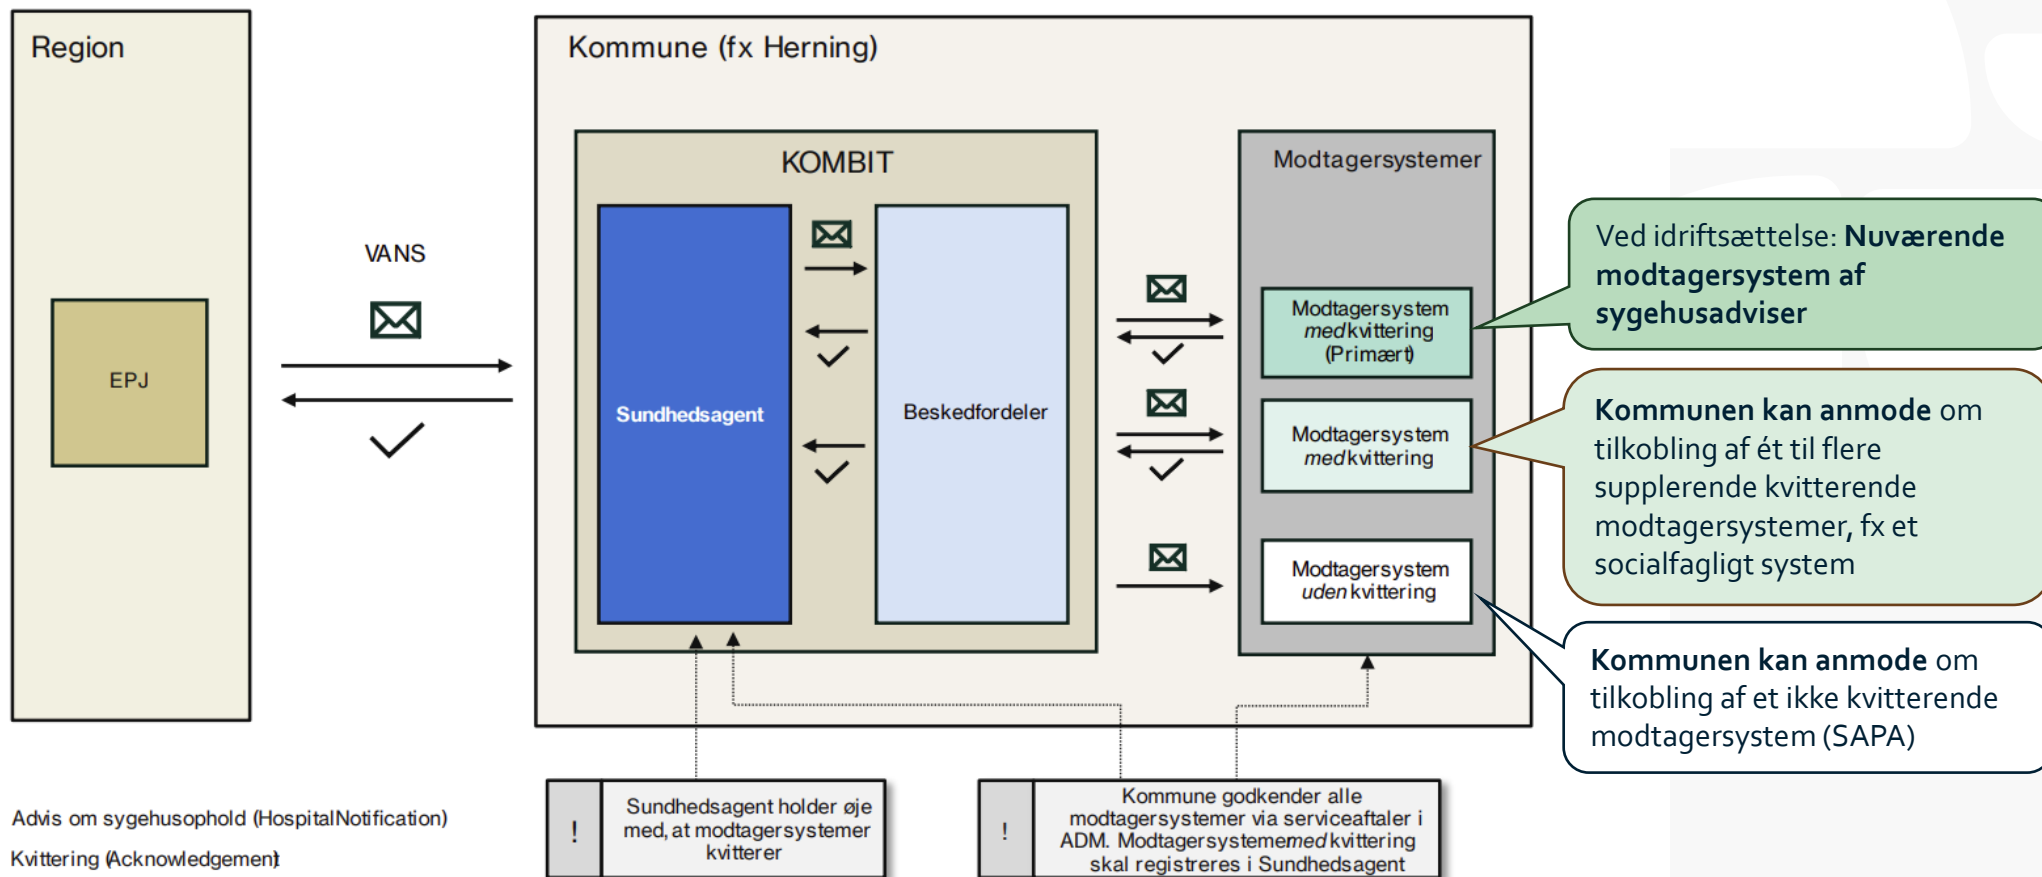 Region
EPJ
VANS
Kommune (fx Herning)
KOMBIT
Sundhedsagent
Beskedfordeler
Modtagersystemer
Modtagersystem
med kvittering
(Primært)
Modtagersystem
med kvittering
Modtagersystem
uden kvittering
Ved idriftsættelse: Nuværende
modtagersystem af
sygehusadviser
Kommunen kan anmode om
tilkobling af ét til flere
supplerende kvitterende
modtagersystemer, fx et
socialfagligt system
Kommunen kan anmode om
tilkobling af et ikke kvitterende
modtagersystem (SAPA)
Advis om sygehusophold (HospitalNotification)
Kvittering (Acknowledgement)
!
Sundhedsagent holder øje
med, at modtagersystemer
kvitterer
!
Kommune godkender alle
modtagersystemer via serviceaftaler i
ADM. Modtagersystemer med kvittering
skal registreres i Sundhedsagent